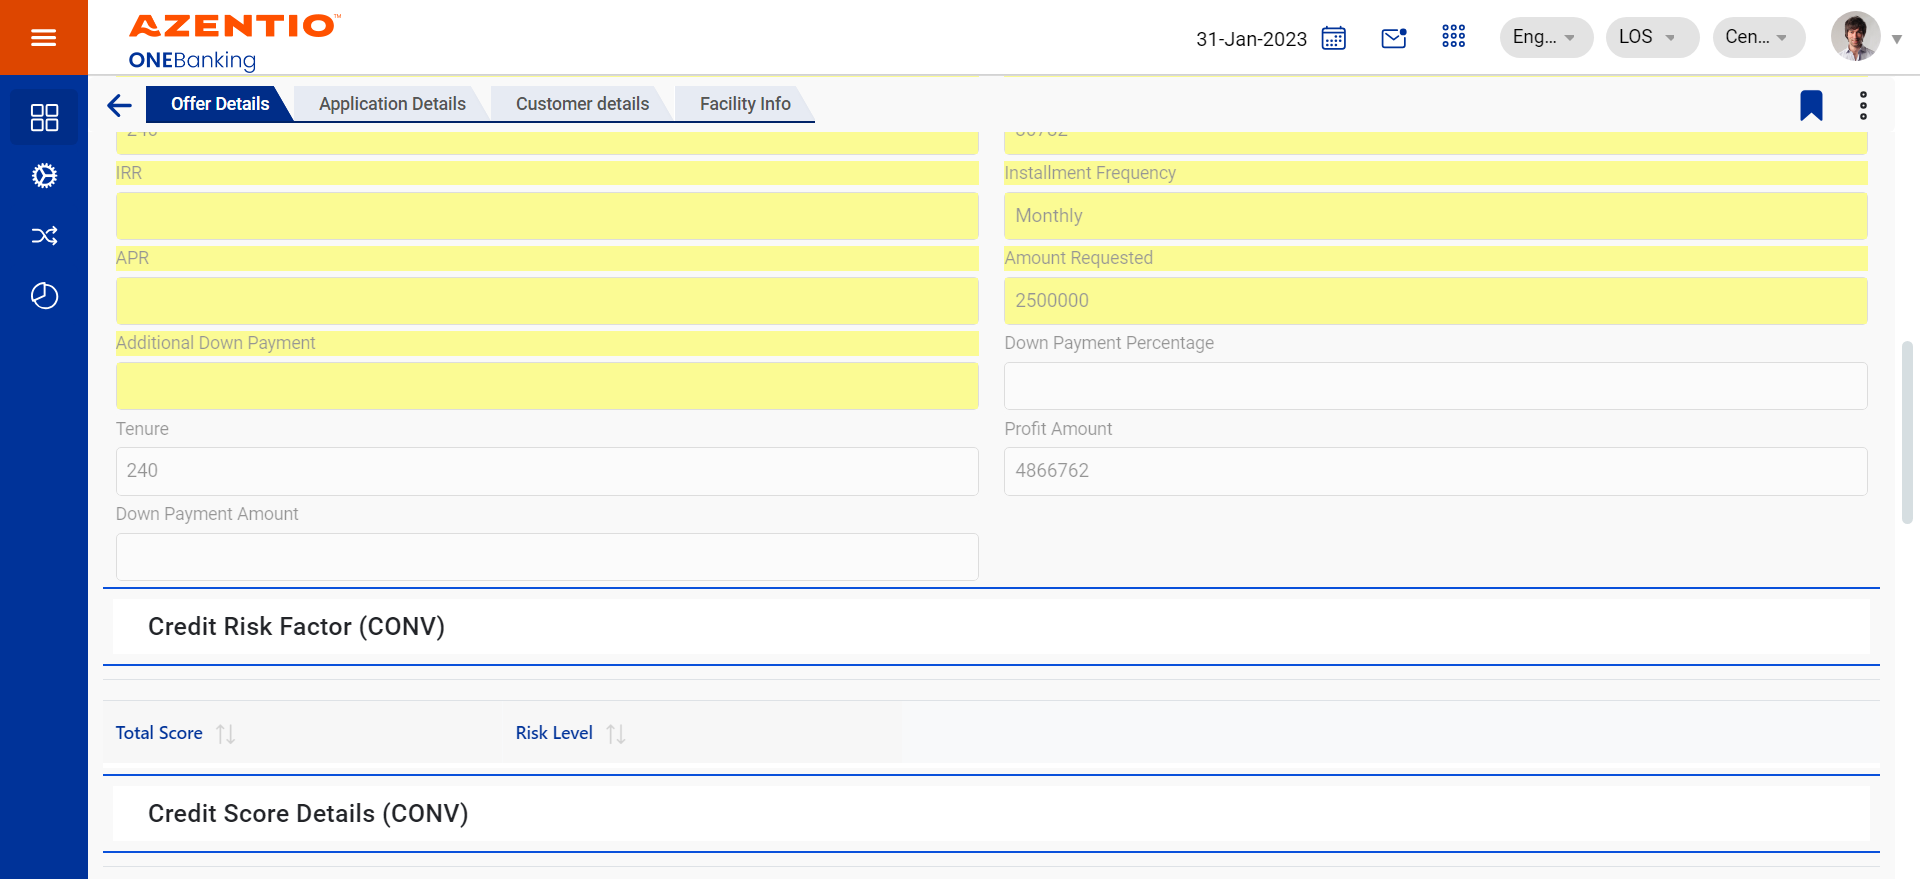 AZENTIO™
ONEBanking
31-Jan-2023
Eng...
LOS
Cen...
Offer Details
Application Details
Customer details
Facility Info
IRR
Installment Frequency
Monthly
APR
Amount Requested
2500000
Additional Down Payment
Down Payment Percentage
Tenure
Profit Amount
240
4866762
Down Payment Amount
Credit Risk Factor (CONV)
Total Score
Risk Level
Credit Score Details (CONV)